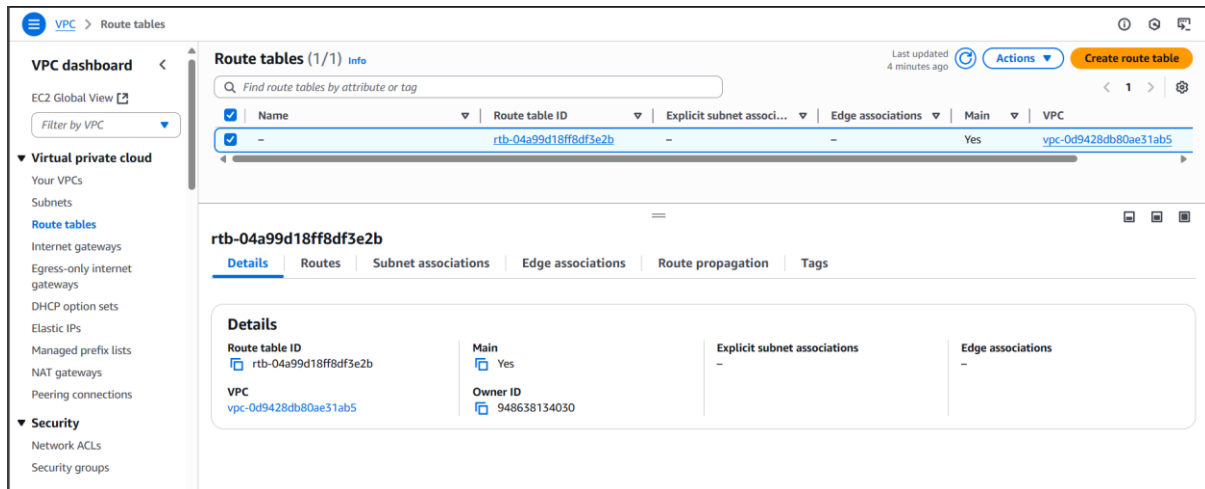 VPC > Route tables
VPC dashboard
EC2 Global View
Filter by VPC
Virtual private cloud
Your VPCs
Subnets
Route tables
Internet gateways
Egress-only internet
gateways
DHCP option sets
Elastic IPs
Managed prefix lists
NAT gateways
Peering connections
Security
Network ACLs
Security groups
Route tables (1/1) Info
Last updated
4 minutes ago
Actions
Create route table
Find route tables by attribute or tag
1
Name Route table ID Explicit subnet associ... Edge associations Main VPC
– rtb-04a99d18ff8df3e2b – – Yes vpc-0d9428db80ae31ab5
rtb-04a99d18ff8df3e2b
Details Routes Subnet associations Edge associations Route propagation Tags
Details
Route table ID Main Explicit subnet associations Edge associations
rtb-04a99d18ff8df3e2b Yes – –
VPC Owner ID
vpc-0d9428db80ae31ab5 948638134030